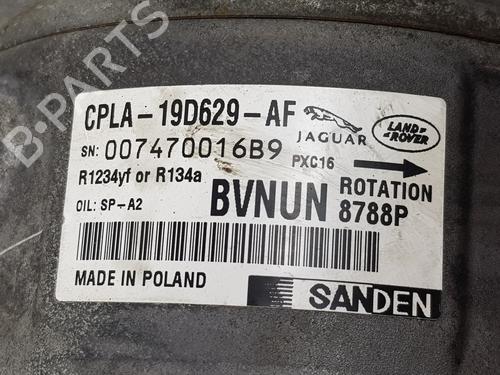 B-PARTS
CPLA-19D629-AF
JAGUAR
LAND-ROVER
SN: 007470016B9
PXC16
R1234yf or R134a
ROTATION
OIL: SP-A2
BVNUN
8788P
MADE IN POLAND
SANDEN